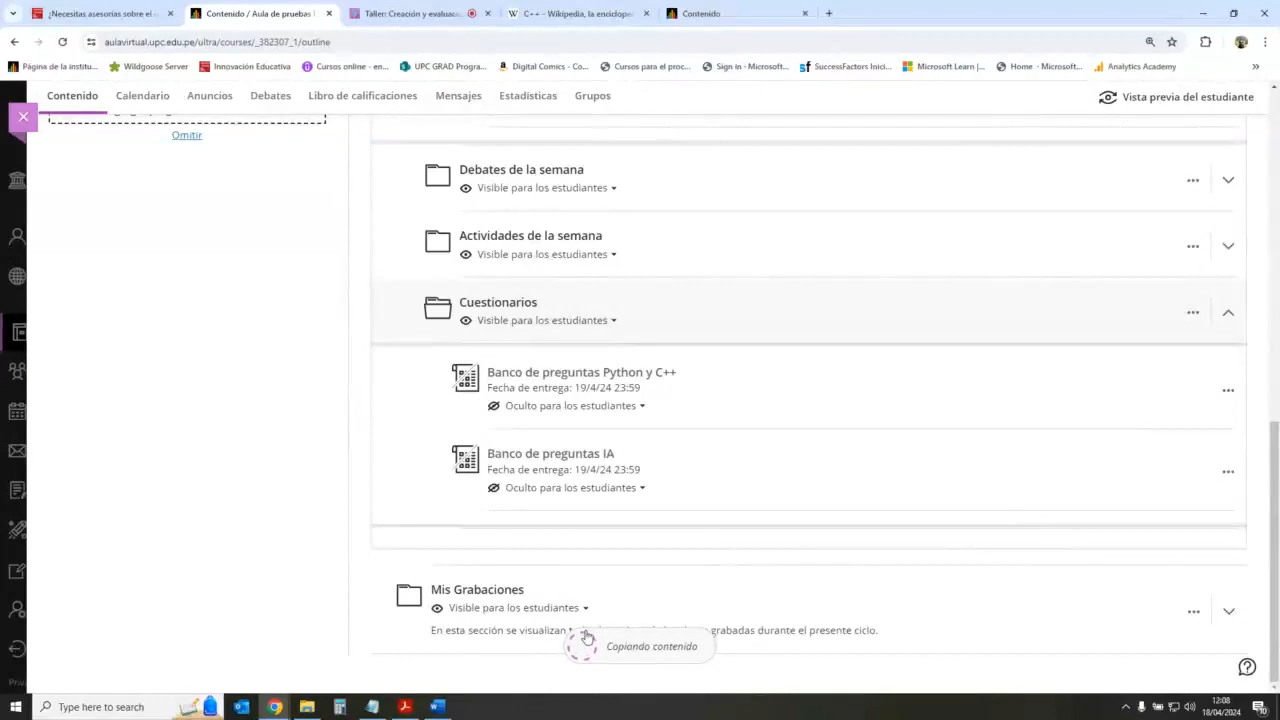 ¿Necesitas asesorías sobre el
Contenido / Aula de pruebas
Taller: Creación y evaluac
C++ - Wikipedia, la encicloped
Contenido
aulavirtual.upc.edu.pe/ultra/courses/_382307_1/outline
Página de la institu...
Wildgoose Server
Innovación Educativa
Cursos online - en...
UPC GRAD Progra...
Digital Comics - Co...
Cursos para el proc...
Sign in - Microsoft...
SuccessFactors Inici...
Microsoft Learn |...
Home · Microsoft...
Analytics Academy
Contenido
Calendario
Anuncios
Debates
Libro de calificaciones
Mensajes
Estadísticas
Grupos
Vista previa del estudiante
Omitir
Debates de la semana
Visible para los estudiantes
Actividades de la semana
Visible para los estudiantes
Cuestionarios
Visible para los estudiantes
Banco de preguntas Python y C++
Fecha de entrega: 19/4/24 23:59
Oculto para los estudiantes
Banco de preguntas IA
Fecha de entrega: 19/4/24 23:59
Oculto para los estudiantes
Mis Grabaciones
Visible para los estudiantes
En esta sección se visualizan grabadas durante el presente ciclo.
Copiando contenido
Priv
Type here to search
12:08
18/04/2024
10